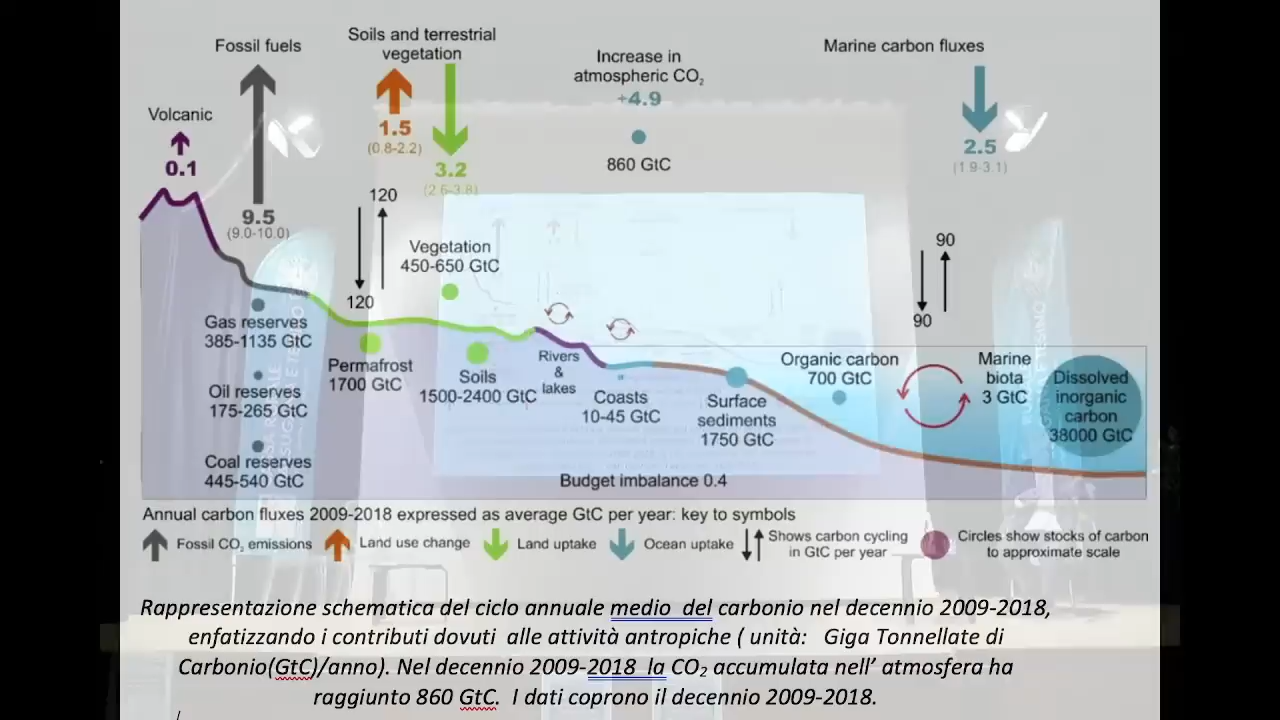 Fossil fuels
Soils and terrestrial
vegetation
Increase in
atmospheric CO₂
+4.9
860 GtC
Marine carbon fluxes
Volcanic
0.1
9.5
(9.0-10.0)
1.5
(0.8-2.2)
3.2
(2.6-3.8)
2.5
(1.9-3.1)
120
120
90
90
Vegetation
450-650 GtC
Gas reserves
385-1135 GtC
Oil reserves
175-265 GtC
Coal reserves
445-540 GtC
Permafrost
1700 GtC
Soils
1500-2400 GtC
Rivers
&
lakes
Coasts
10-45 GtC
Surface
sediments
1750 GtC
Organic carbon
700 GtC
Marine
biota
3 GtC
Dissolved
inorganic
carbon
38000 GtC
Budget imbalance 0.4
Annual carbon fluxes 2009-2018 expressed as average GtC per year: key to symbols
Fossil CO₂ emissions
Land use change
Land uptake
Ocean uptake
Shows carbon cycling
in GtC per year
Circles show stocks of carbon
to approximate scale
Rappresentazione schematica del ciclo annuale medio del carbonio nel decennio 2009-2018,
enfatizzando i contributi dovuti alle attività antropiche ( unità: Giga Tonnellate di
Carbonio(GtC)/anno). Nel decennio 2009-2018 la CO₂ accumulata nell' atmosfera ha
raggiunto 860 GtC. I dati coprono il decennio 2009-2018.